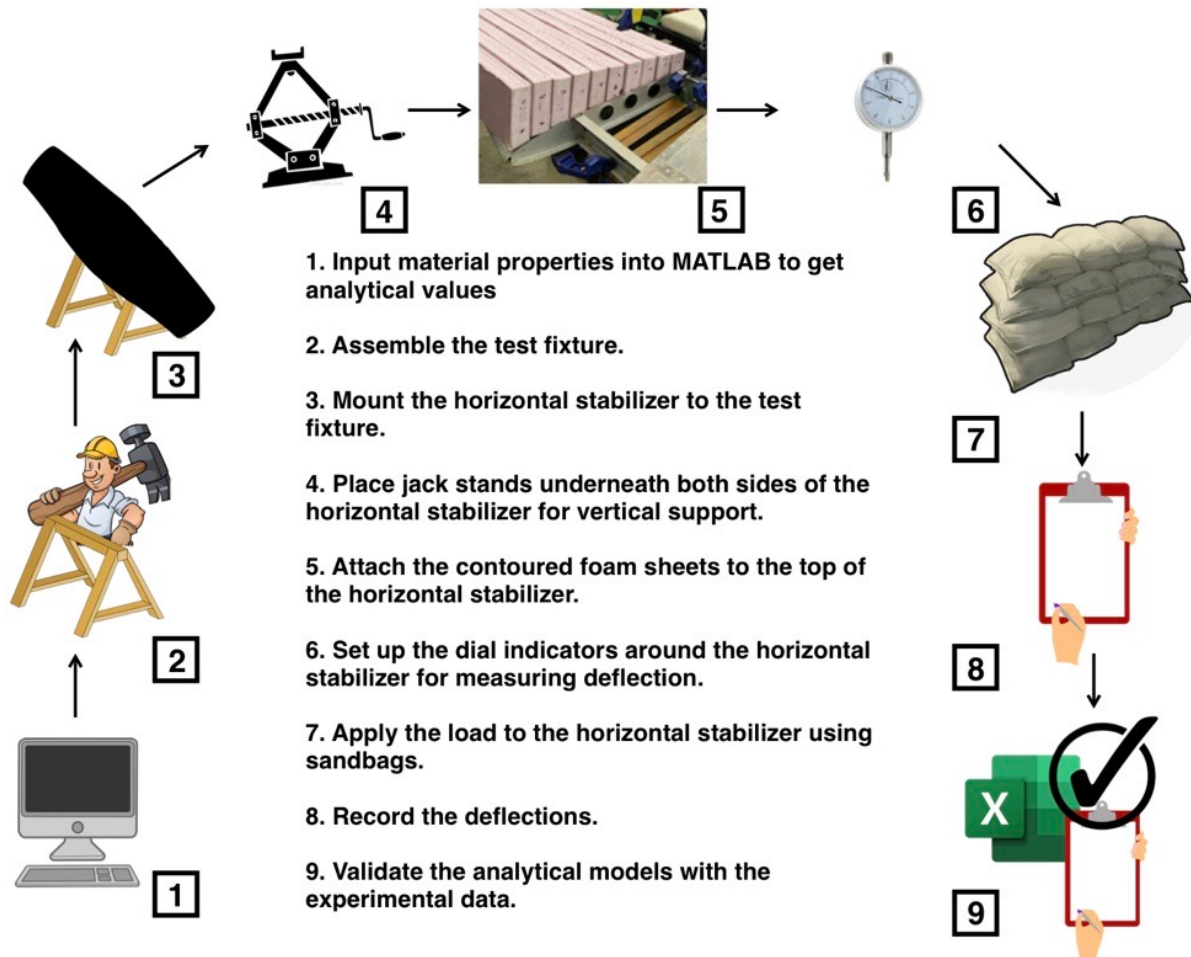 4
5
6
3
7
2
8
1
9
1. Input material properties into MATLAB to get
analytical values
2. Assemble the test fixture.
3. Mount the horizontal stabilizer to the test
fixture.
4. Place jack stands underneath both sides of the
horizontal stabilizer for vertical support.
5. Attach the contoured foam sheets to the top of
the horizontal stabilizer.
6. Set up the dial indicators around the horizontal
stabilizer for measuring deflection.
7. Apply the load to the horizontal stabilizer using
sandbags.
8. Record the deflections.
9. Validate the analytical models with the
experimental data.
X